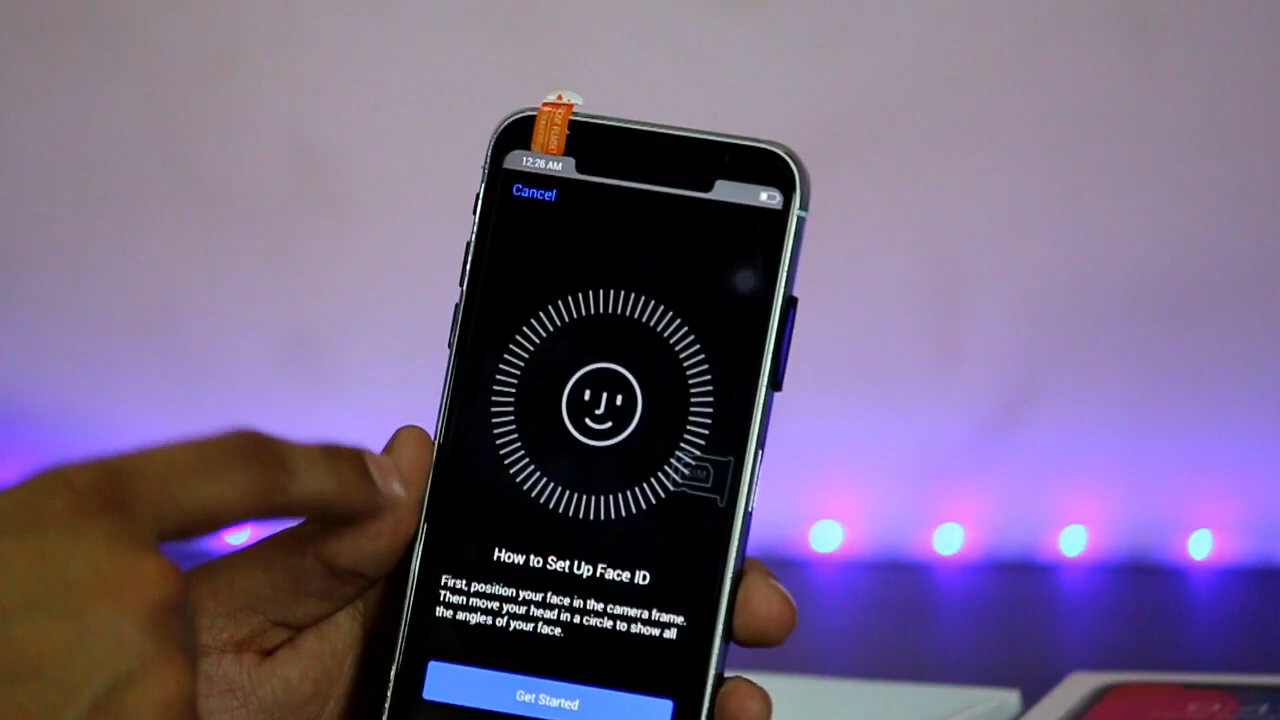 12:26 AM
Cancel
SIM
How to Set Up Face ID
First, position your face in the camera frame.
Then move your head in a circle to show all
the angles of your face.
Get Started